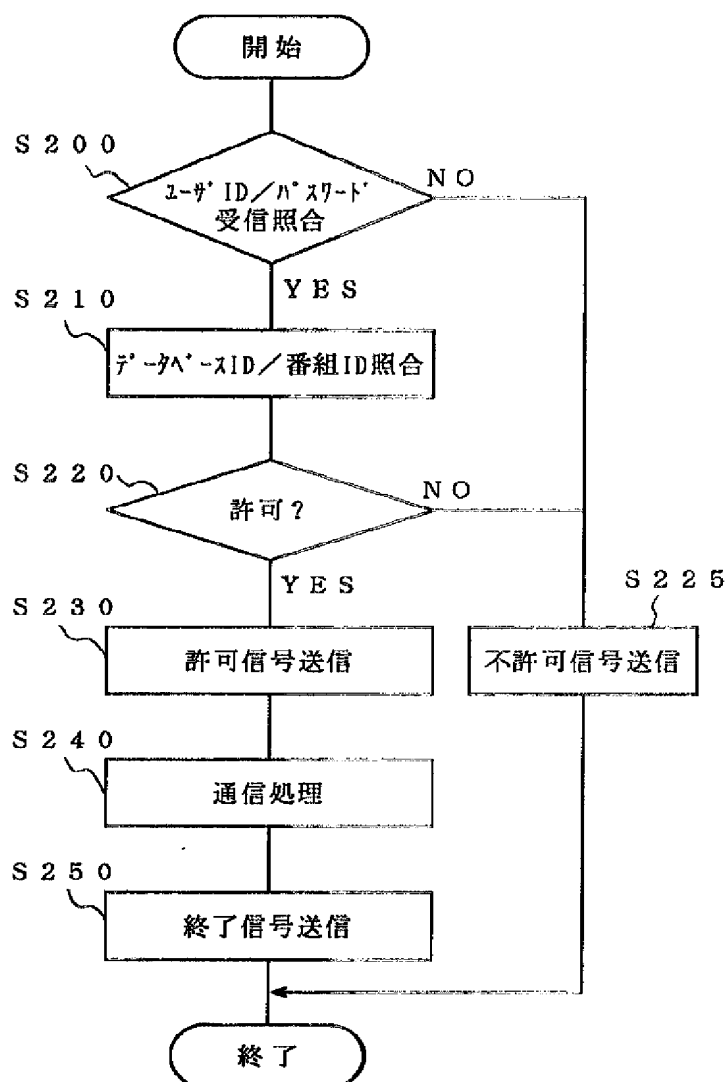 開始
S200
ﾕｰｻﾞID／ﾊﾟｽﾜｰﾄﾞ
受信照合
NO
YES
S210
ﾃﾞｰﾀﾍﾞｰｽID／番組ID照合
S220
許可？
NO
YES
S230
許可信号送信
S225
不許可信号送信
S240
通信処理
S250
終了信号送信
終了